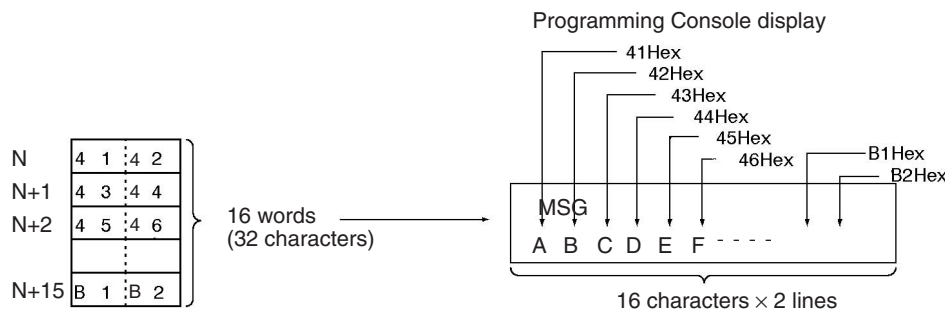 Programming Console display
41Hex
42Hex
43Hex
44Hex
45Hex
46Hex
B1Hex
B2Hex
N 4 1 4 2
N+1 4 3 4 4
N+2 4 5 4 6
N+15 B 1 B 2
16 words
(32 characters)
MSG
A B C D E F - - - -
16 characters × 2 lines